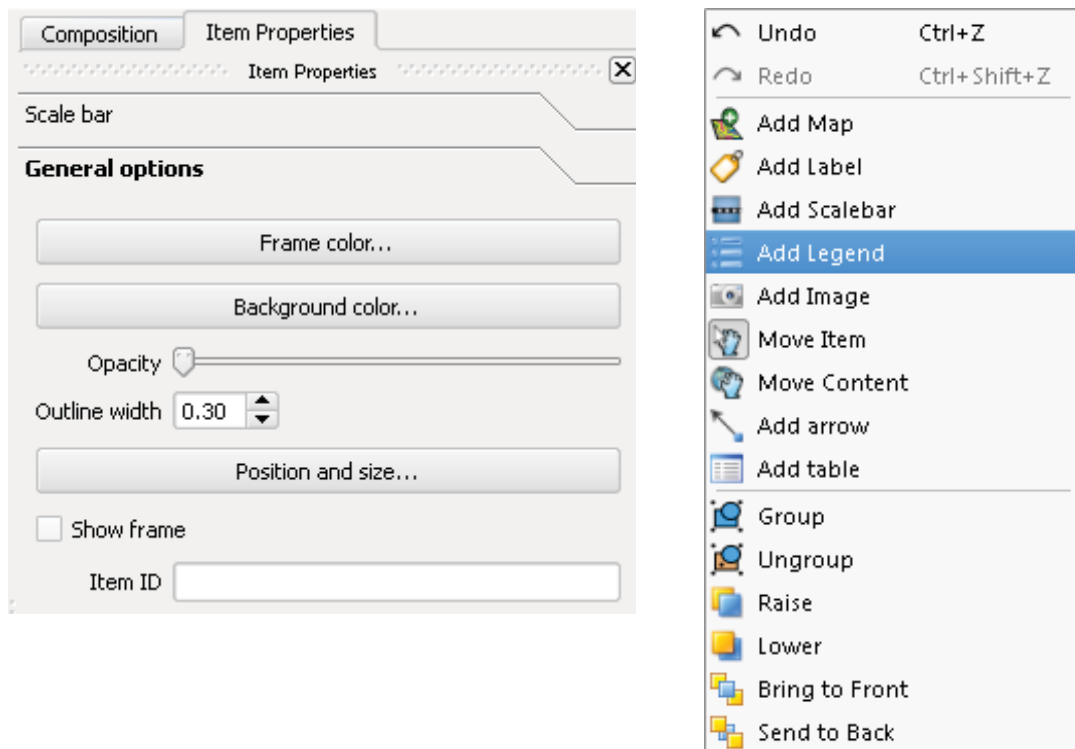 Composition
Item Properties
Item Properties
Scale bar
General options
Frame color...
Background color...
Opacity
Outline width 0.30
Position and size...
Show frame
Item ID
Undo Ctrl+Z
Redo Ctrl+Shift+Z
Add Map
Add Label
Add Scalebar
Add Legend
Add Image
Move Item
Move Content
Add arrow
Add table
Group
Ungroup
Raise
Lower
Bring to Front
Send to Back